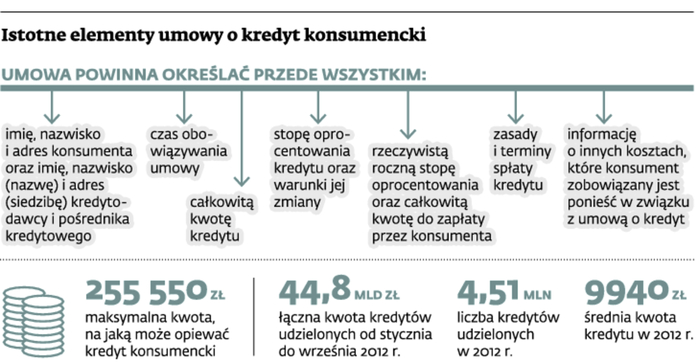 Istotne elementy umowy o kredyt konsumencki
UMOWA POWINNA OKREŚLAĆ PRZEDE WSZYSTKIM:
imię, nazwisko
i adres konsumenta
oraz imię, nazwisko
(nazwę) i adres
(siedzibę) kredyto-
dawcy i pośrednika
kredytowego
czas obo-
wiązywania
umowy
całkowitą
kwotę
kredytu
stopę opro-
centowania
kredytu oraz
warunki jej
zmiany
rzeczywistą
roczną stopę
oprocentowania
oraz całkowitą
kwotę do zapłaty
przez konsumenta
zasady
i terminy
spłaty
kredytu
informację
o innych kosztach,
które konsument
zobowiązany jest
ponieść w związku
z umową o kredyt
255 550 ZŁ
maksymalna kwota,
na jaką może opiewać
kredyt konsumencki
44,8 MLD ZŁ
łączna kwota kredytów
udzielonych od stycznia
do września 2012 r.
4,51 MLN
liczba kredytów
udzielonych
w 2012 r.
9940 ZŁ
średnia kwota
kredytu w 2012 r.